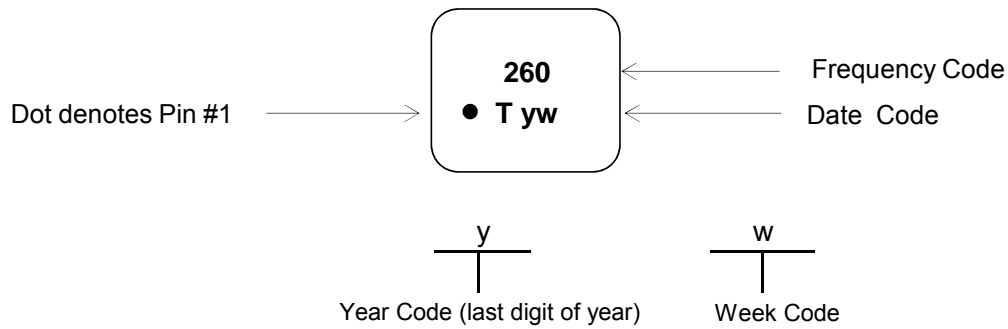 260
Frequency Code
Dot denotes Pin #1
● T yw
Date Code
y
w
Year Code (last digit of year)
Week Code